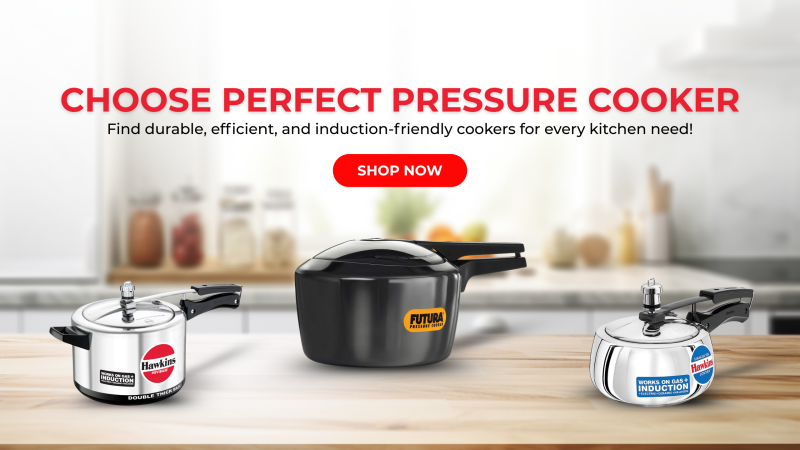 CHOOSE PERFECT PRESSURE COOKER
Find durable, efficient, and induction-friendly cookers for every kitchen need!
SHOP NOW
FUTURA
PRESSURE COOKER
Hawkins
WORKS ON GAS +
INDUCTION
DOUBLE THICK
Hawkins
WORKS ON GAS +
INDUCTION